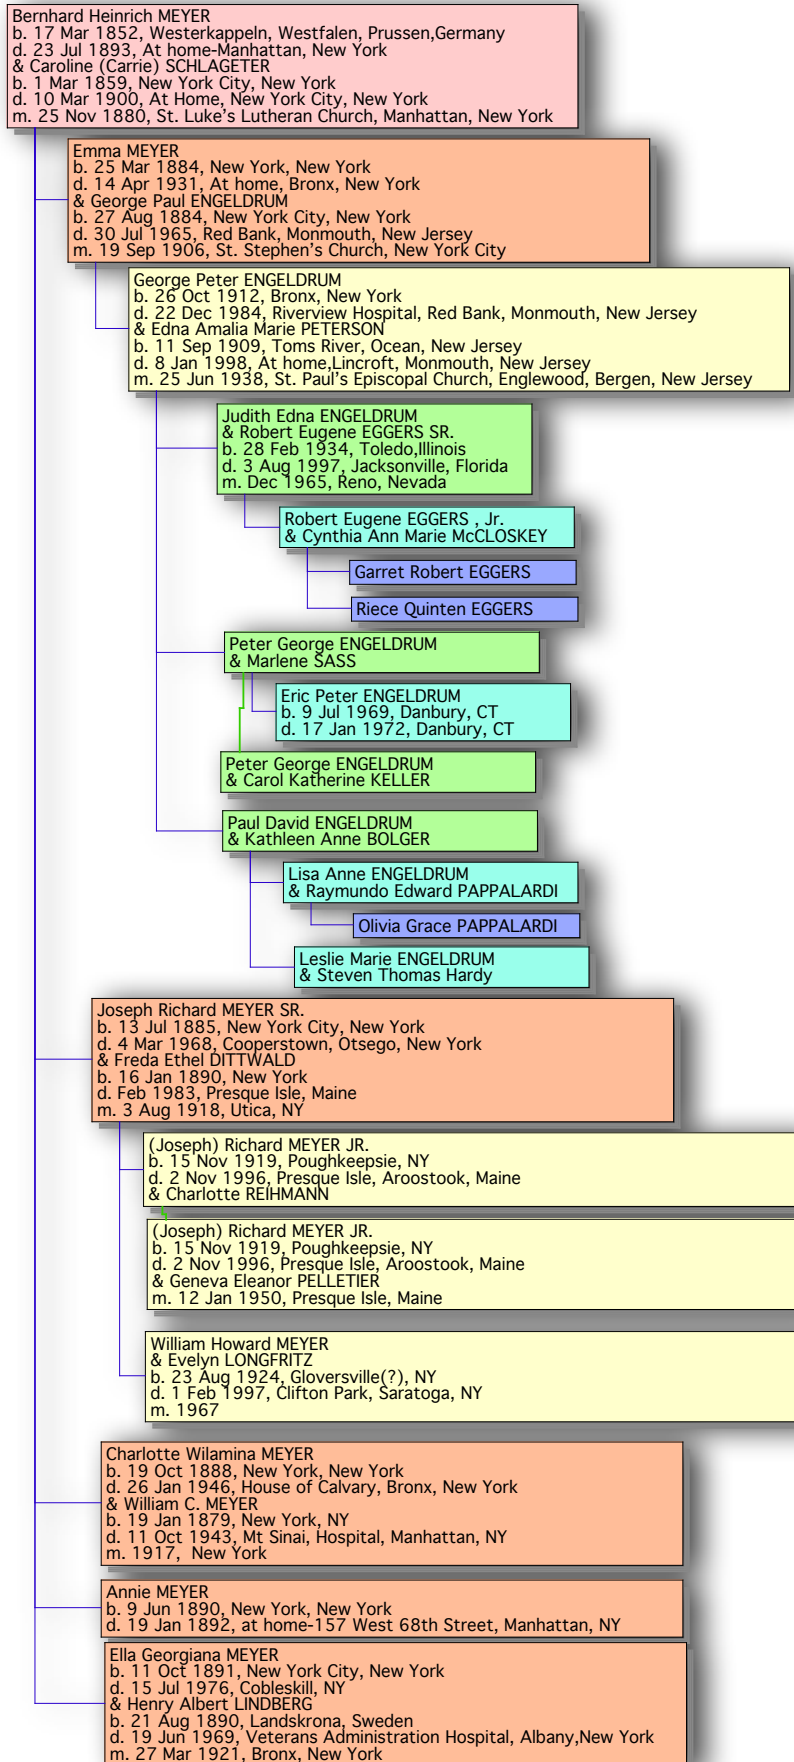 Bernhard Heinrich MEYER
b. 17 Mar 1852, Westerkappeln, Westfalen, Prussen,Germany
d. 23 Jul 1893, At home-Manhattan, New York
& Caroline (Carrie) SCHLAGETER
b. 1 Mar 1859, New York City, New York
d. 10 Mar 1900, At Home, New York City, New York
m. 25 Nov 1880, St. Luke's Lutheran Church, Manhattan, New York
Emma MEYER
b. 25 Mar 1884, New York, New York
d. 14 Apr 1931, At home, Bronx, New York
& George Paul ENGELDRUM
b. 27 Aug 1884, New York City, New York
d. 30 Jul 1965, Red Bank, Monmouth, New Jersey
m. 19 Sep 1906, St. Stephen's Church, New York City
George Peter ENGELDRUM
b. 26 Oct 1912, Bronx, New York
d. 22 Dec 1984, Riverview Hospital, Red Bank, Monmouth, New Jersey
& Edna Amalia Marie PETERSON
b. 11 Sep 1909, Toms River, Ocean, New Jersey
d. 8 Jan 1998, At home,Lincroft, Monmouth, New Jersey
m. 25 Jun 1938, St. Paul's Episcopal Church, Englewood, Bergen, New Jersey
Judith Edna ENGELDRUM
& Robert Eugene EGGERS SR.
b. 28 Feb 1934, Toledo,Illinois
d. 3 Aug 1997, Jacksonville, Florida
m. Dec 1965, Reno, Nevada
Robert Eugene EGGERS , Jr.
& Cynthia Ann Marie McCLOSKEY
Garret Robert EGGERS
Riece Quinten EGGERS
Peter George ENGELDRUM
& Marlene SASS
Eric Peter ENGELDRUM
b. 9 Jul 1969, Danbury, CT
d. 17 Jan 1972, Danbury, CT
Peter George ENGELDRUM
& Carol Katherine KELLER
Paul David ENGELDRUM
& Kathleen Anne BOLGER
Lisa Anne ENGELDRUM
& Raymundo Edward PAPPALARDI
Olivia Grace PAPPALARDI
Leslie Marie ENGELDRUM
& Steven Thomas Hardy
Joseph Richard MEYER SR.
b. 13 Jul 1885, New York City, New York
d. 4 Mar 1968, Cooperstown, Otsego, New York
& Freda Ethel DITTWALD
b. 16 Jan 1890, New York
d. Feb 1983, Presque Isle, Maine
m. 3 Aug 1918, Utica, NY
(Joseph) Richard MEYER JR.
b. 15 Nov 1919, Poughkeepsie, NY
d. 2 Nov 1996, Presque Isle, Aroostook, Maine
& Charlotte REIHMANN
(Joseph) Richard MEYER JR.
b. 15 Nov 1919, Poughkeepsie, NY
d. 2 Nov 1996, Presque Isle, Aroostook, Maine
& Geneva Eleanor PELLETIER
m. 12 Jan 1950, Presque Isle, Maine
William Howard MEYER
& Evelyn LONGFRITZ
b. 23 Aug 1924, Gloversville(?), NY
d. 1 Feb 1997, Clifton Park, Saratoga, NY
m. 1967
Charlotte Wilamina MEYER
b. 19 Oct 1888, New York, New York
d. 26 Jan 1946, House of Calvary, Bronx, New York
& William C. MEYER
b. 19 Jan 1879, New York, NY
d. 11 Oct 1943, Mt Sinai, Hospital, Manhattan, NY
m. 1917,  New York
Annie MEYER
b. 9 Jun 1890, New York, New York
d. 19 Jan 1892, at home-157 West 68th Street, Manhattan, NY
Ella Georgiana MEYER
b. 11 Oct 1891, New York City, New York
d. 15 Jul 1976, Cobleskill, NY
& Henry Albert LINDBERG
b. 21 Aug 1890, Landskrona, Sweden
d. 19 Jun 1969, Veterans Administration Hospital, Albany,New York
m. 27 Mar 1921, Bronx, New York